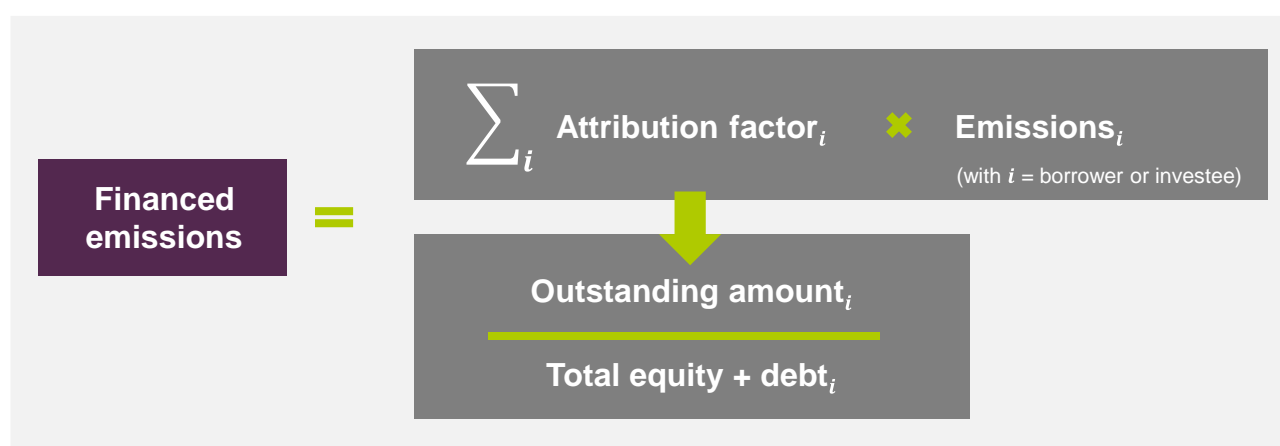 ∑ᵢ Attribution factorᵢ ✖ Emissionsᵢ
(with i = borrower or investee)
Financed
emissions
=
Outstanding amountᵢ
Total equity + debtᵢ